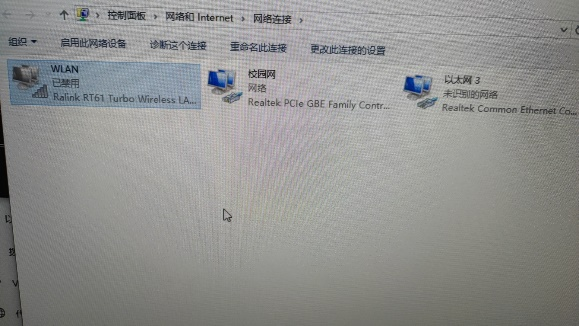 控制面板 > 网络和 Internet > 网络连接 >
组织 启用此网络设备 诊断这个连接 重命名此连接 更改此连接的设置
WLAN
已禁用
Ralink RT61 Turbo Wireless LA...
校园网
网络
Realtek PCIe GBE Family Contr...
以太网 3
未识别的网络
Realtek Common Ethernet Co...